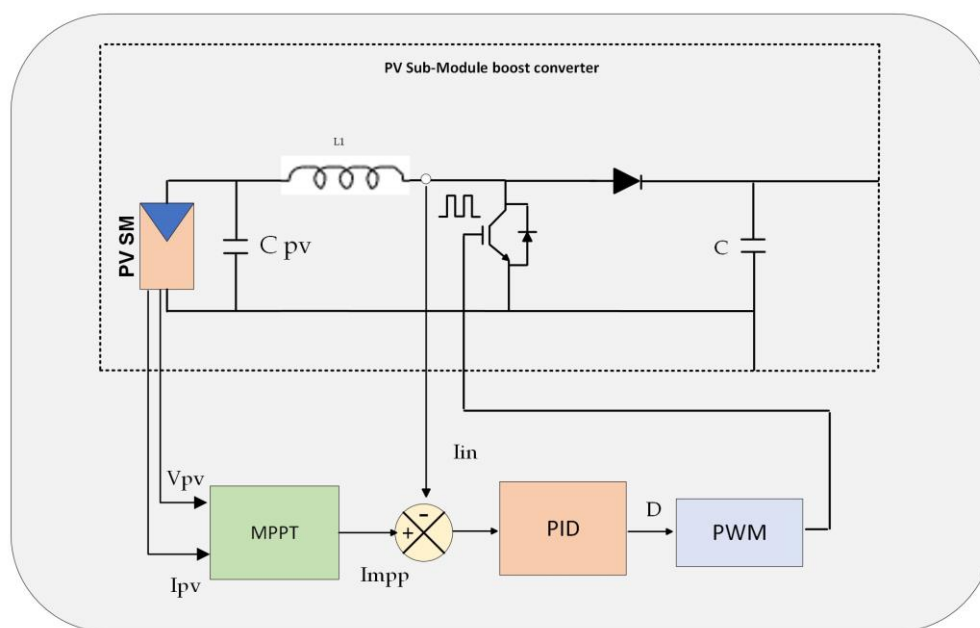 PV Sub-Module boost converter
L1
PV SM
C pv
C
Iin
Vpv
MPPT
-
+
PID
D
PWM
Ipv
Impp